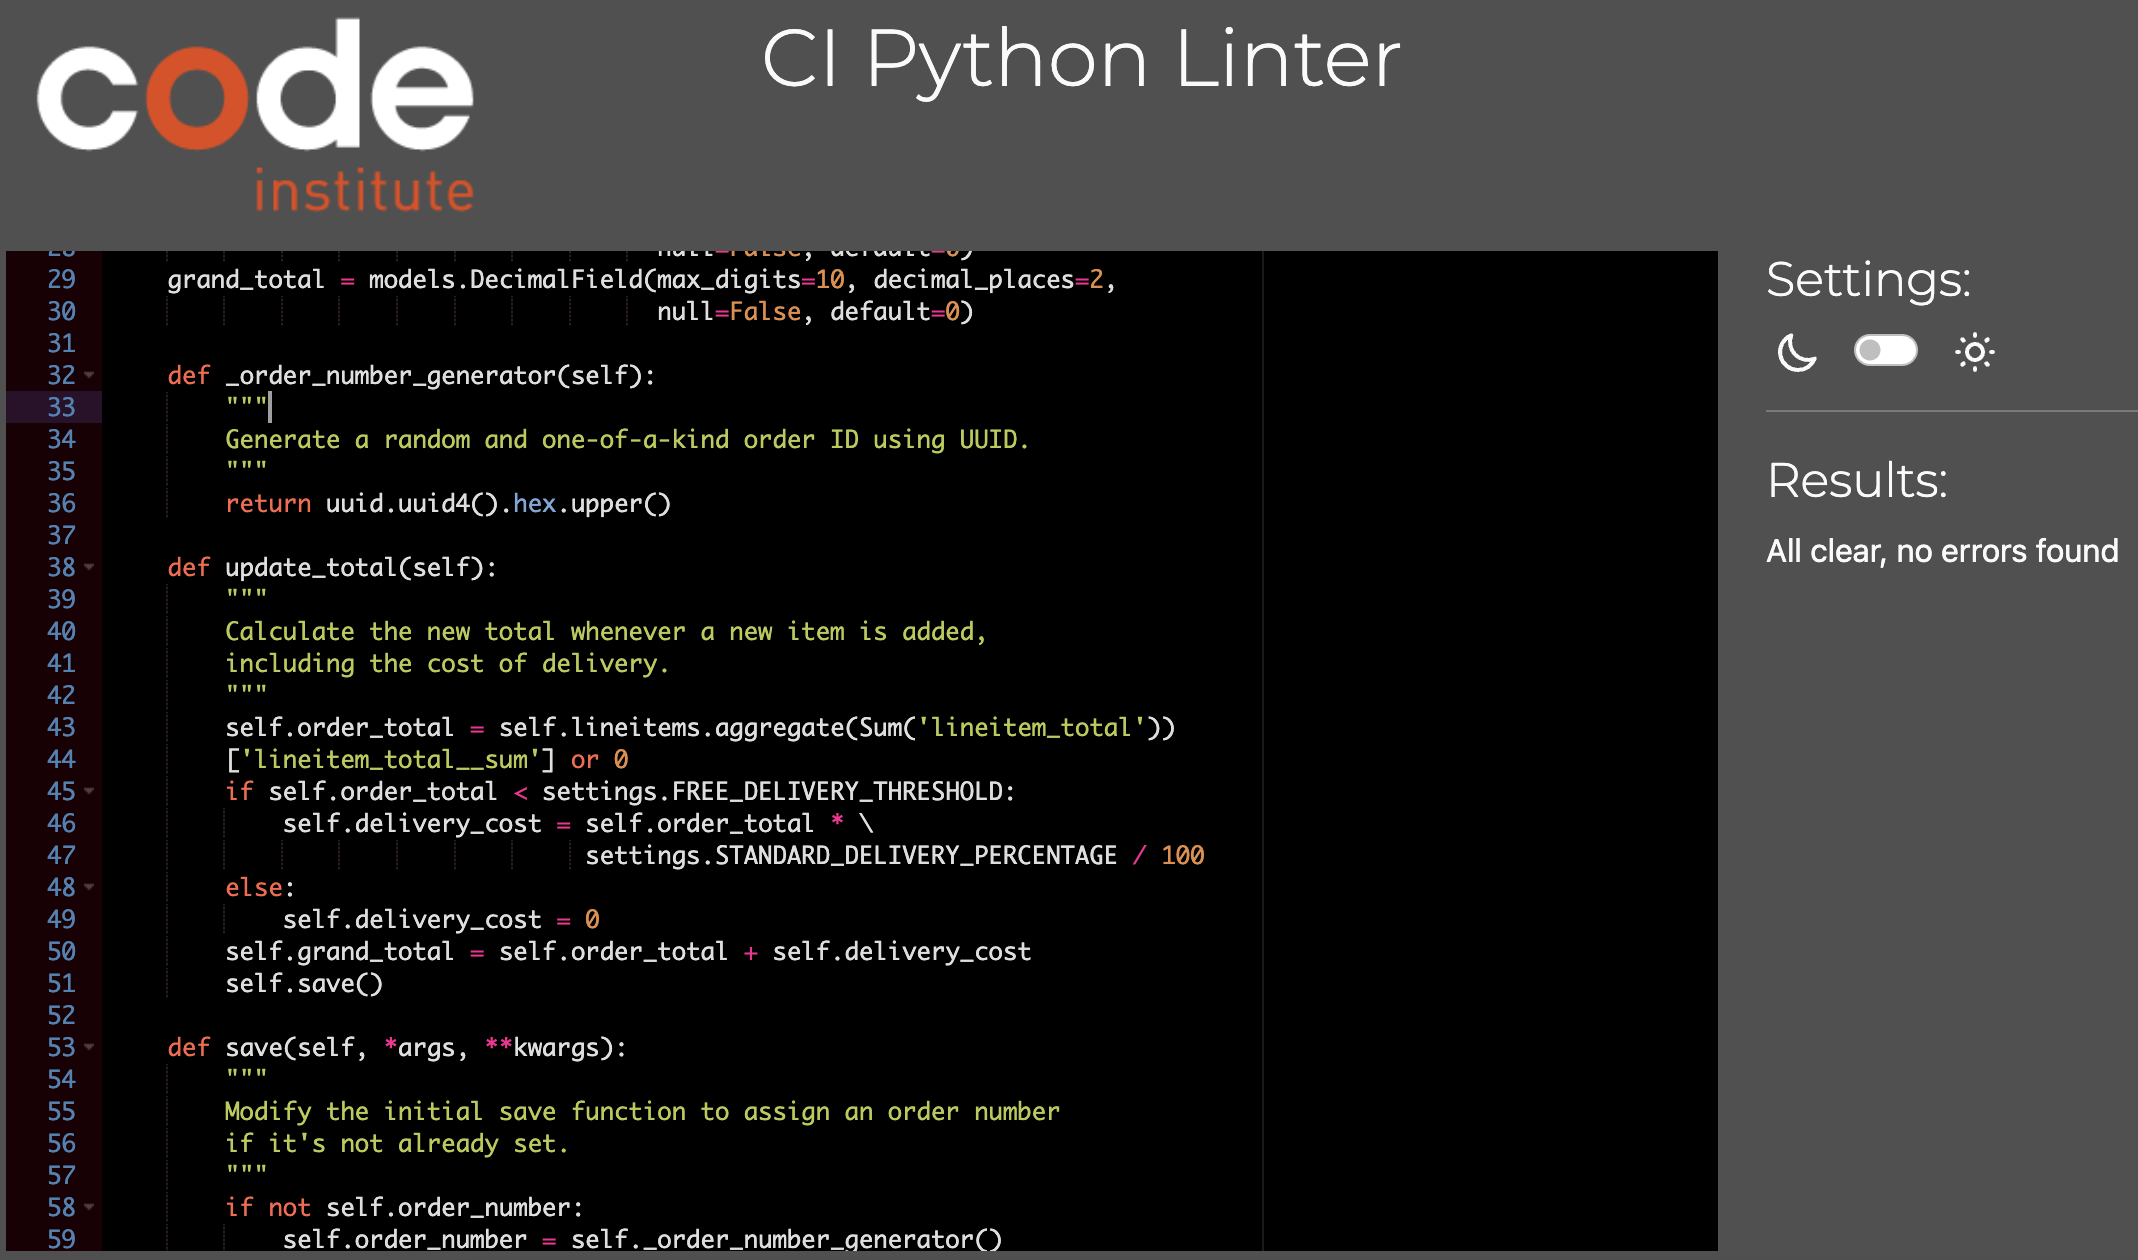 code
institute
CI Python Linter
28 null=False, default=0)
29 grand_total = models.DecimalField(max_digits=10, decimal_places=2,
30 null=False, default=0)
31
32 def _order_number_generator(self):
33 """
34 Generate a random and one-of-a-kind order ID using UUID.
35 """
36 return uuid.uuid4().hex.upper()
37
38 def update_total(self):
39 """
40 Calculate the new total whenever a new item is added,
41 including the cost of delivery.
42 """
43 self.order_total = self.lineitems.aggregate(Sum('lineitem_total'))
44 ['lineitem_total__sum'] or 0
45 if self.order_total < settings.FREE_DELIVERY_THRESHOLD:
46 self.delivery_cost = self.order_total * \
47 settings.STANDARD_DELIVERY_PERCENTAGE / 100
48 else:
49 self.delivery_cost = 0
50 self.grand_total = self.order_total + self.delivery_cost
51 self.save()
52
53 def save(self, *args, **kwargs):
54 """
55 Modify the initial save function to assign an order number
56 if it's not already set.
57 """
58 if not self.order_number:
59 self.order_number = self._order_number_generator()
Settings:
Results:
All clear, no errors found